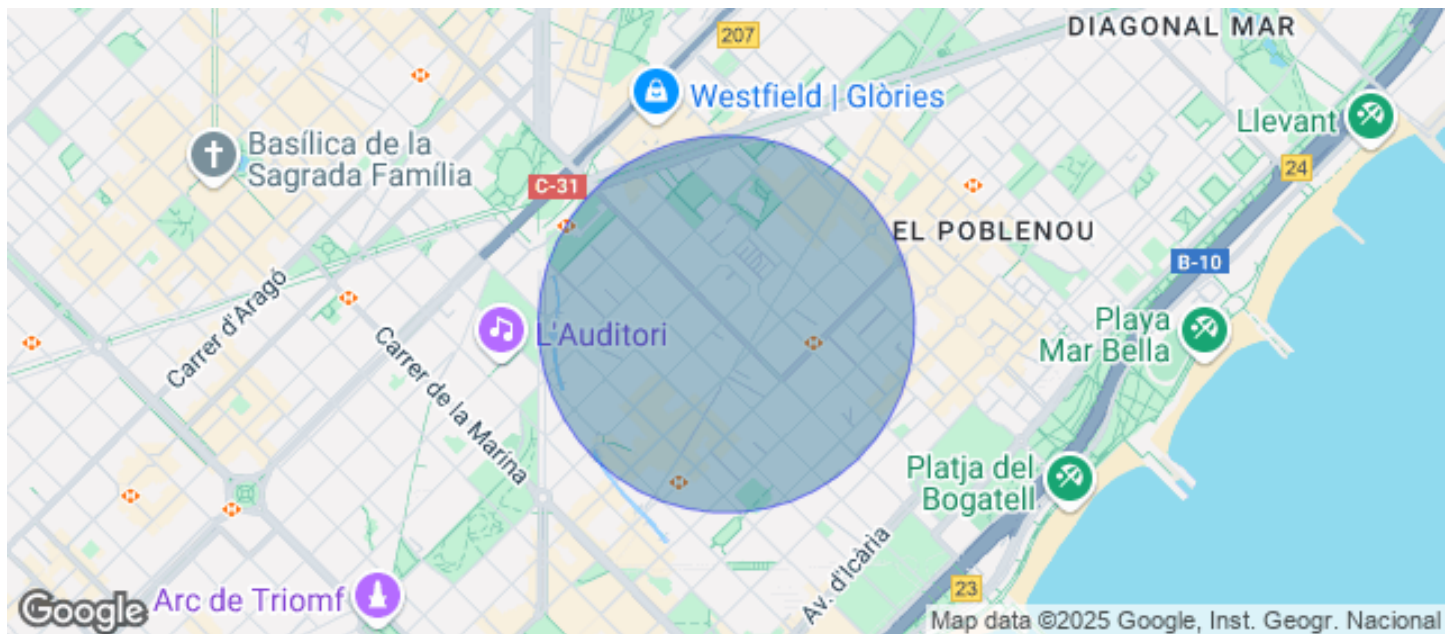 DIAGONAL MAR
207
Westfield | Glòries
Llevant
Basílica de la
Sagrada Família
24
C-31
EL POBLENOU
B-10
Carrer d'Aragó
L'Auditori
Playa
Mar Bella
Carrer de la Marina
Platja del
Bogatell
Av. d'Icària
23
Arc de Triomf
Google
Map data ©2025 Google, Inst. Geogr. Nacional